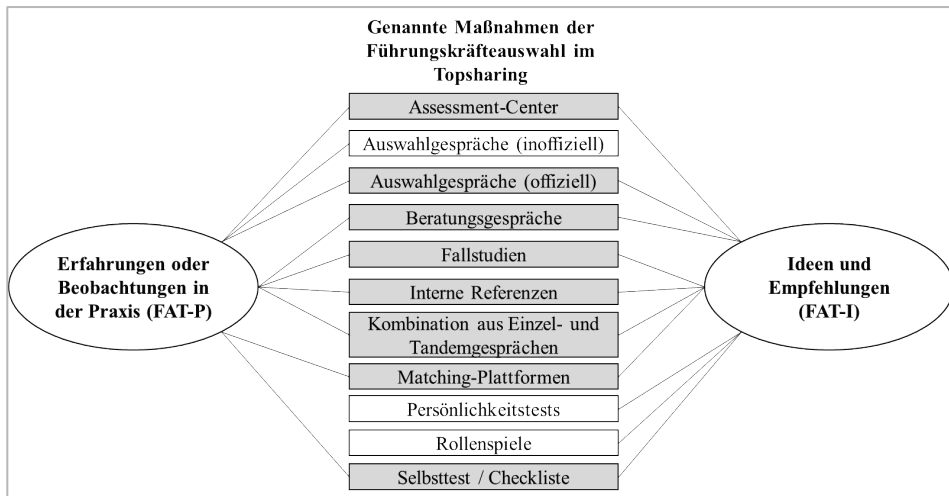 Genannte Maßnahmen der
Führungskräfteauswahl im
Topsharing
Assessment-Center
Auswahlgespräche (inoffiziell)
Auswahlgespräche (offiziell)
Beratungsgespräche
Fallstudien
Interne Referenzen
Kombination aus Einzel- und
Tandemgesprächen
Matching-Plattformen
Persönlichkeitstests
Rollenspiele
Selbsttest / Checkliste
Erfahrungen oder
Beobachtungen in
der Praxis (FAT-P)
Ideen und
Empfehlungen
(FAT-I)